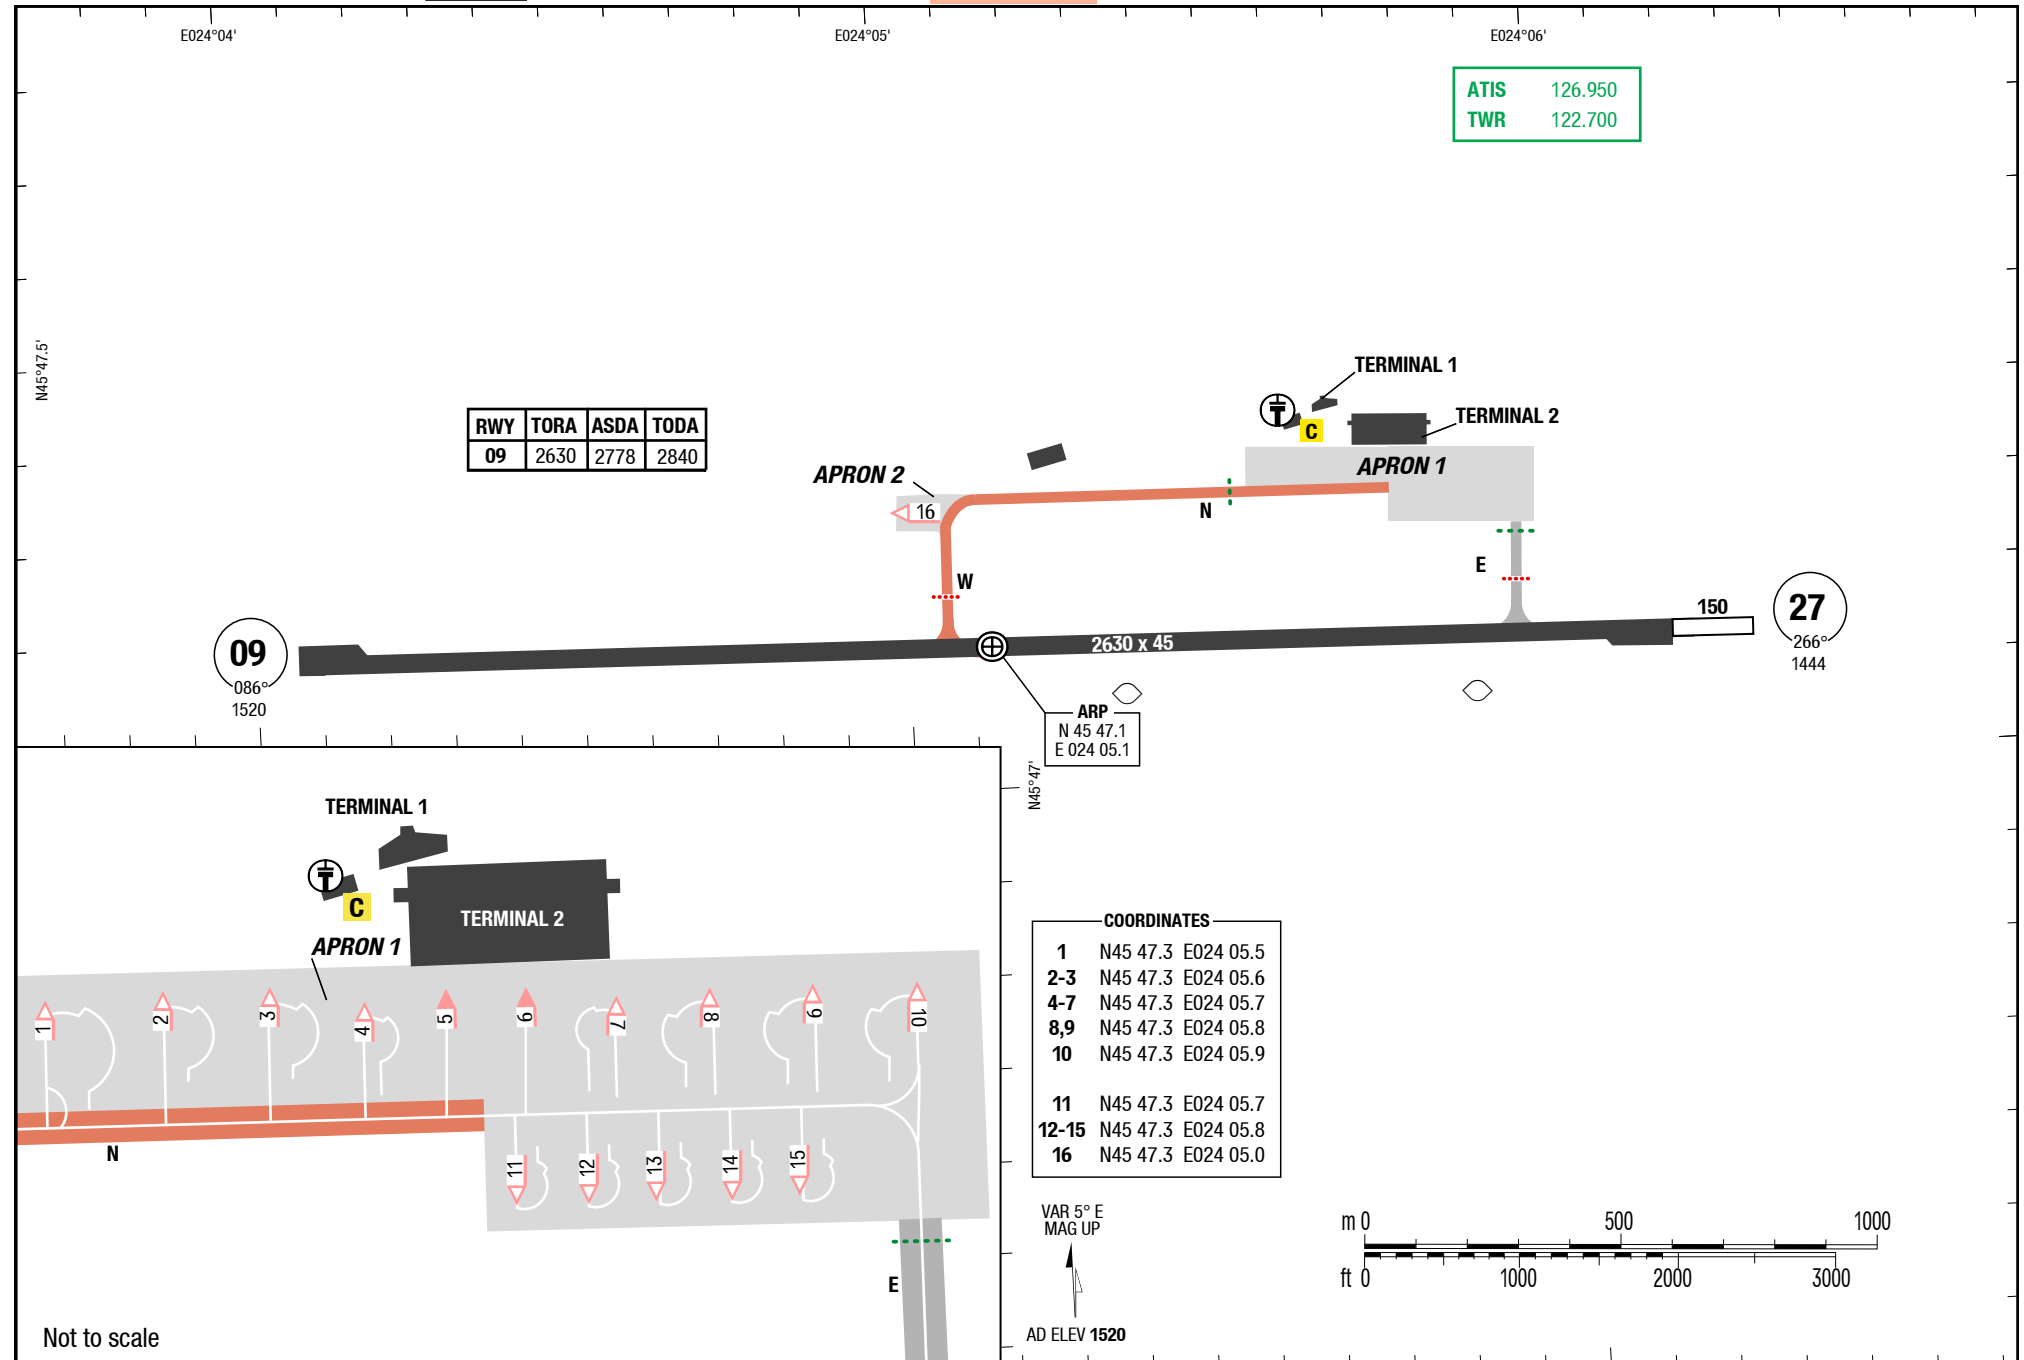 E024°04'
E024°05'
E024°06'
ATIS 126.950
TWR 122.700
N45°47.5'
TERMINAL 1
TERMINAL 2
C
RWY TORA ASDA TODA
09 2630 2778 2840
APRON 2
APRON 1
16
N
W
E
09
086°
1520
2630 x 45
150
27
266°
1444
ARP
N 45 47.1
E 024 05.1
N45°47'
TERMINAL 1
T
C
TERMINAL 2
APRON 1
1
2
3
4
5
6
7
8
9
10
11
12
13
14
15
N
E
Not to scale
COORDINATES
1 N45 47.3 E024 05.5
2-3 N45 47.3 E024 05.6
4-7 N45 47.3 E024 05.7
8,9 N45 47.3 E024 05.8
10 N45 47.3 E024 05.9
11 N45 47.3 E024 05.7
12-15 N45 47.3 E024 05.8
16 N45 47.3 E024 05.0
VAR 5° E
MAG UP
AD ELEV 1520
m 0 500 1000
ft 0 1000 2000 3000